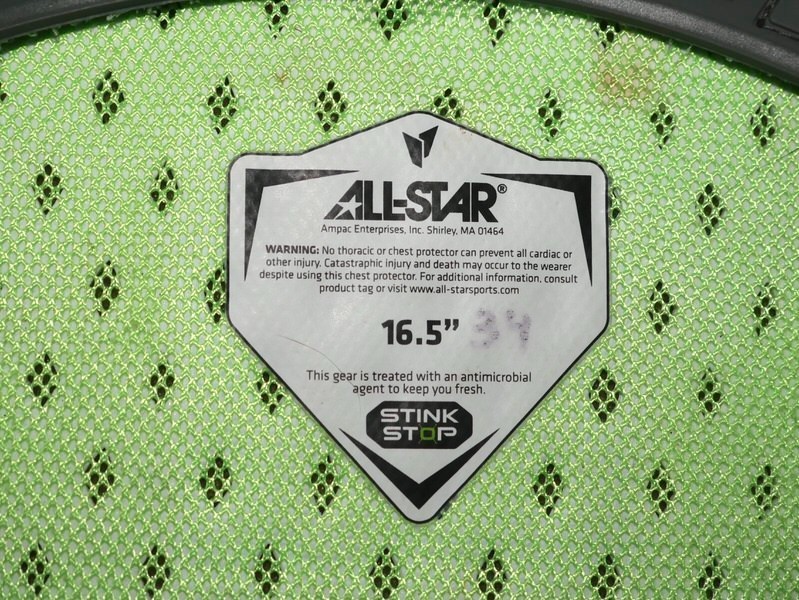 ALL-STAR®
Ampac Enterprises, Inc. Shirley, MA 01464
WARNING: No thoracic or chest protector can prevent all cardiac or
other injury. Catastraphic injury and death may occur to the wearer
despite using this chest protector. For additional information, consult
product tag or visit www.all-starsports.com
16.5” 34
This gear is treated with an antimicrobial
agent to keep you fresh.
STINK
STOP